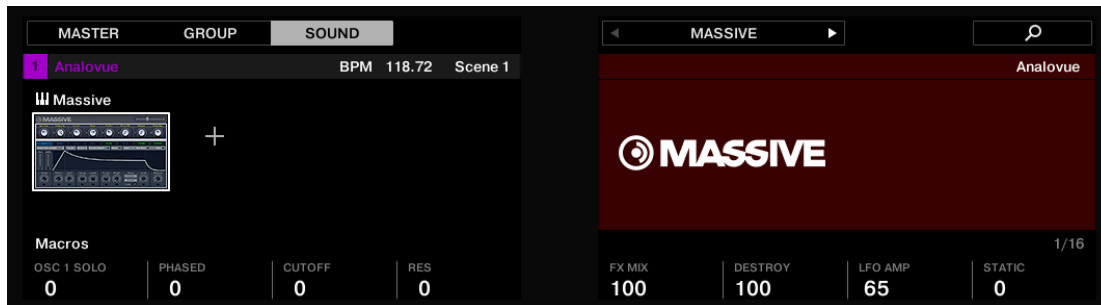 MASTER GROUP SOUND
1 Analovue BPM 118.72 Scene 1
Massive
MASSIVE
+
Macros
OSC 1 SOLO PHASED CUTOFF RES
0 0 0 0
MASSIVE
Analovue
MASSIVE
1/16
FX MIX DESTROY LFO AMP STATIC
100 100 65 0